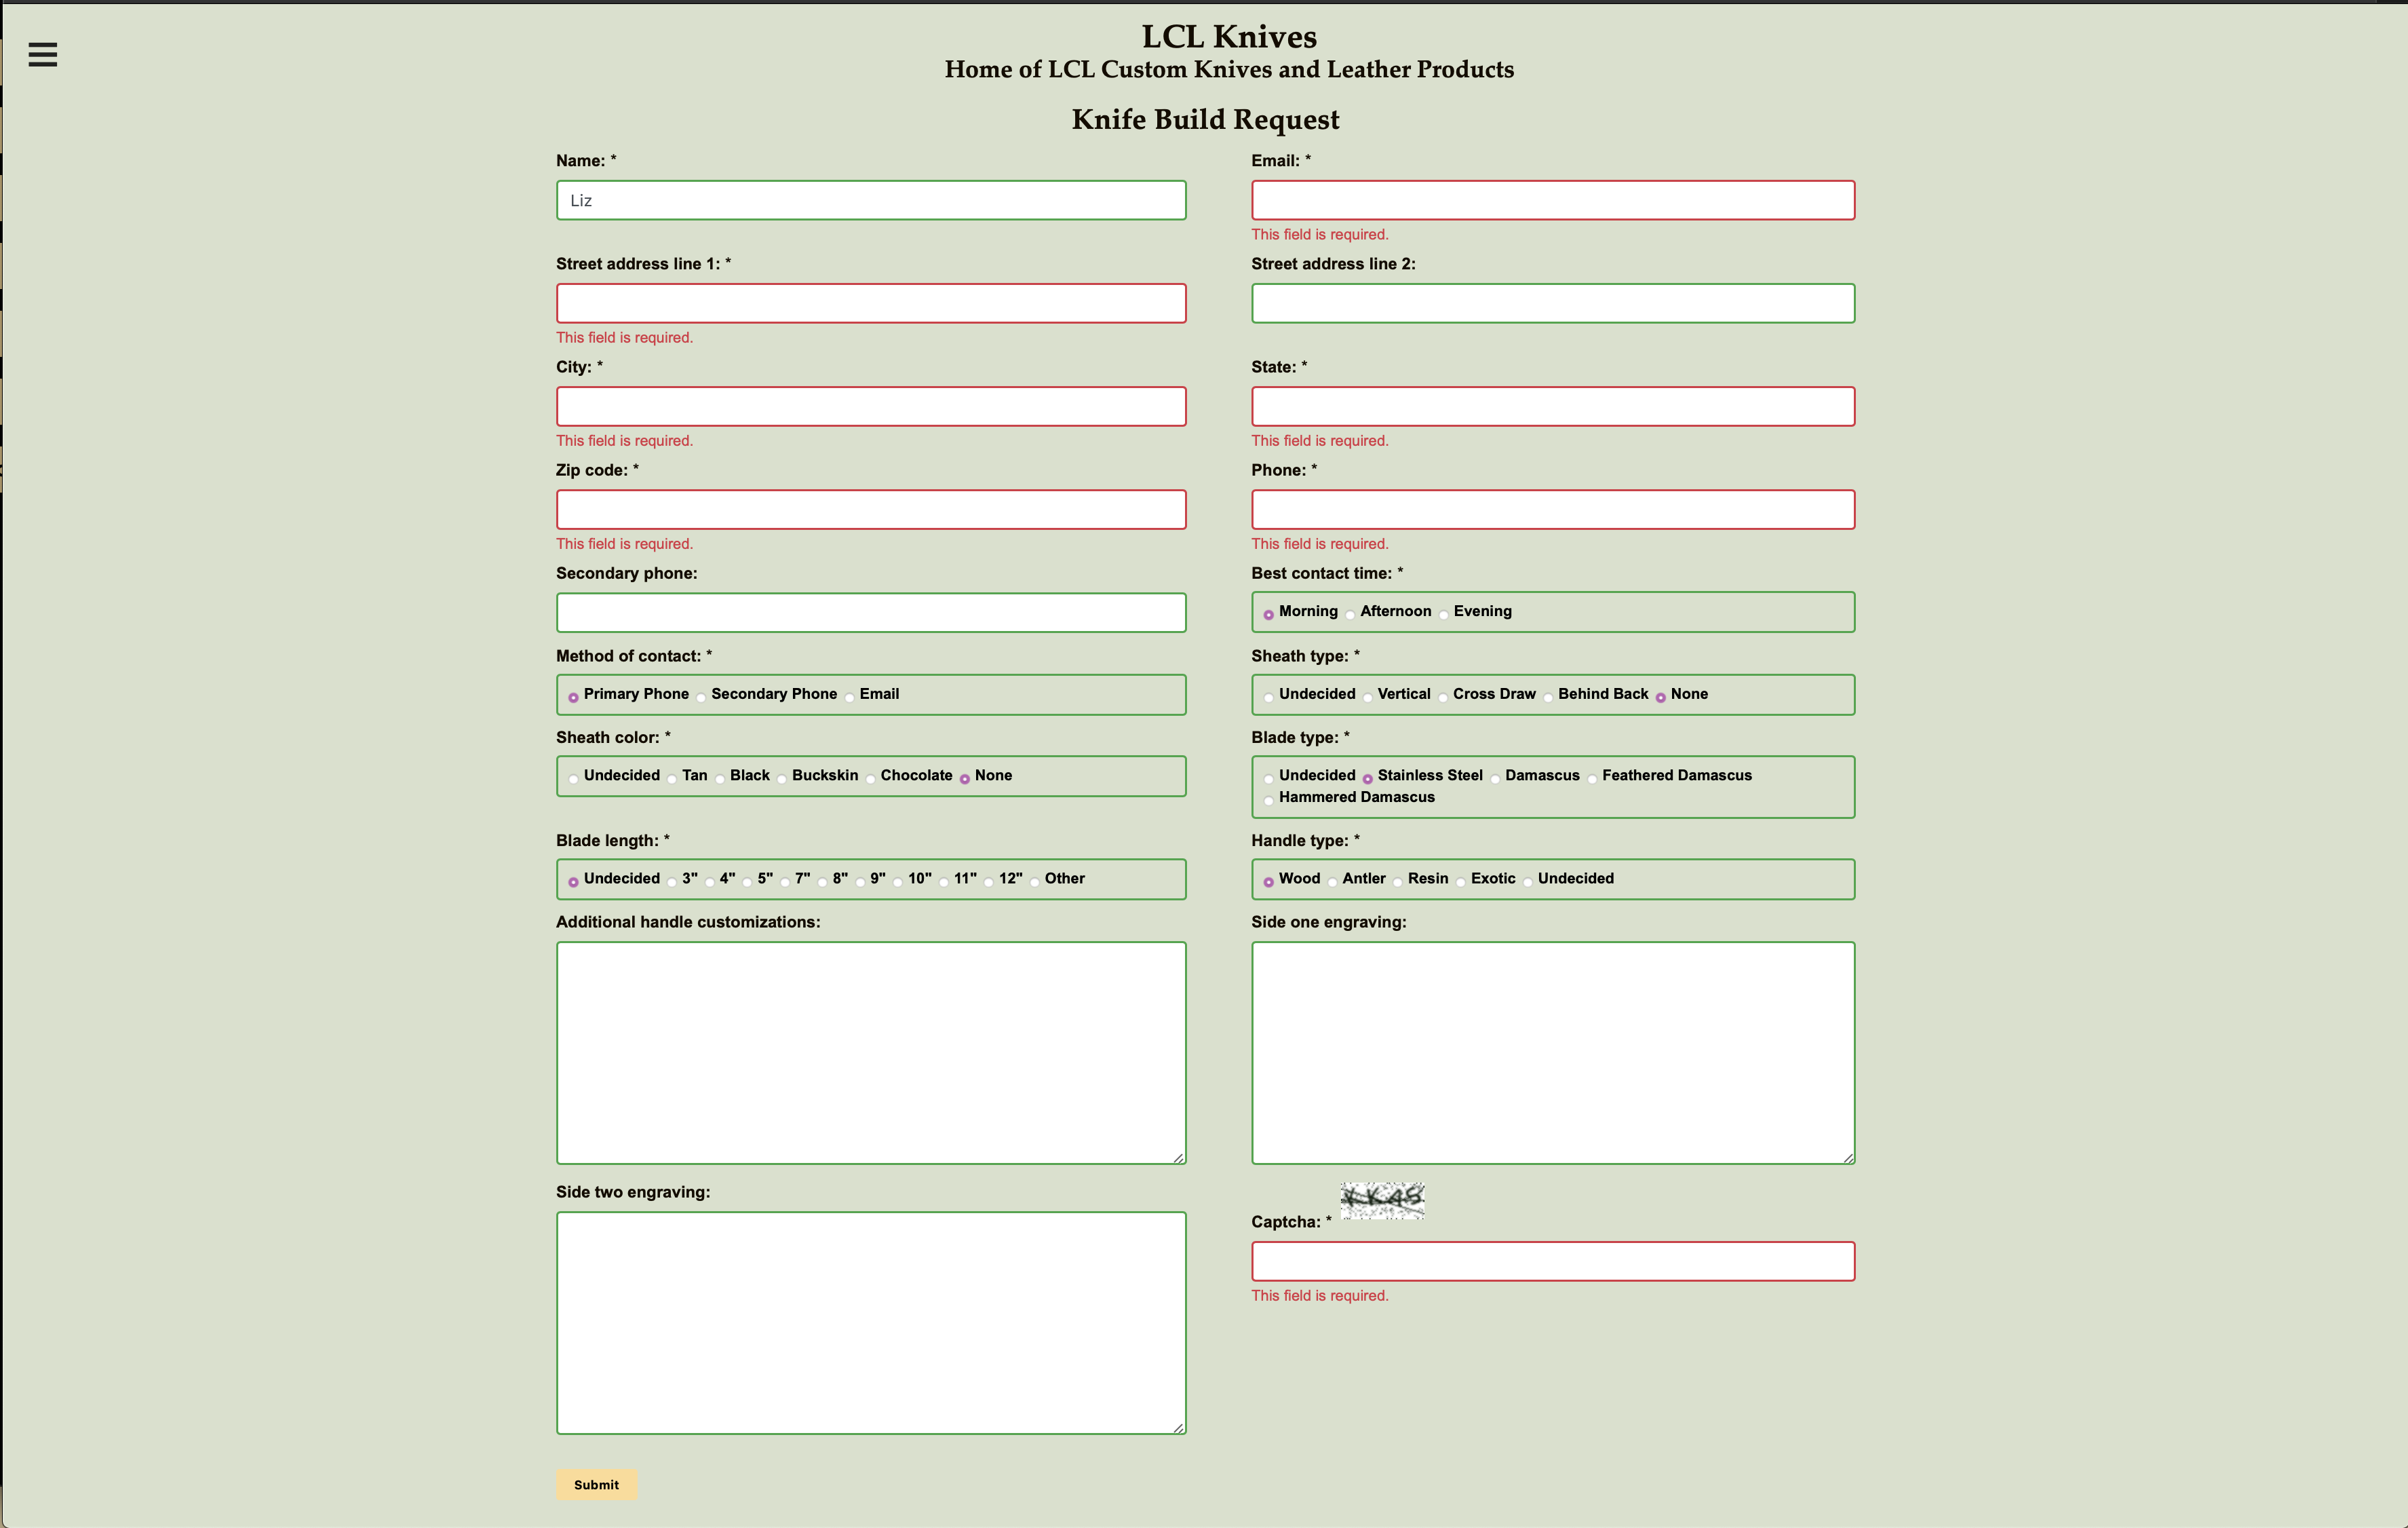 LCL Knives
Home of LCL Custom Knives and Leather Products
Knife Build Request
Name: *
Email: *
Liz
This field is required.
Street address line 1: *
Street address line 2:
This field is required.
City: *
State: *
This field is required.
This field is required.
Zip code: *
Phone: *
This field is required.
This field is required.
Secondary phone:
Best contact time: *
Morning Afternoon Evening
Method of contact: *
Sheath type: *
Primary Phone Secondary Phone Email
Undecided Vertical Cross Draw Behind Back None
Sheath color: *
Blade type: *
Undecided Tan Black Buckskin Chocolate None
Undecided Stainless Steel Damascus Feathered Damascus
Hammered Damascus
Blade length: *
Handle type: *
Undecided 3" 4" 5" 7" 8" 9" 10" 11" 12" Other
Wood Antler Resin Exotic Undecided
Additional handle customizations:
Side one engraving:
Side two engraving:
Captcha: *
This field is required.
Submit